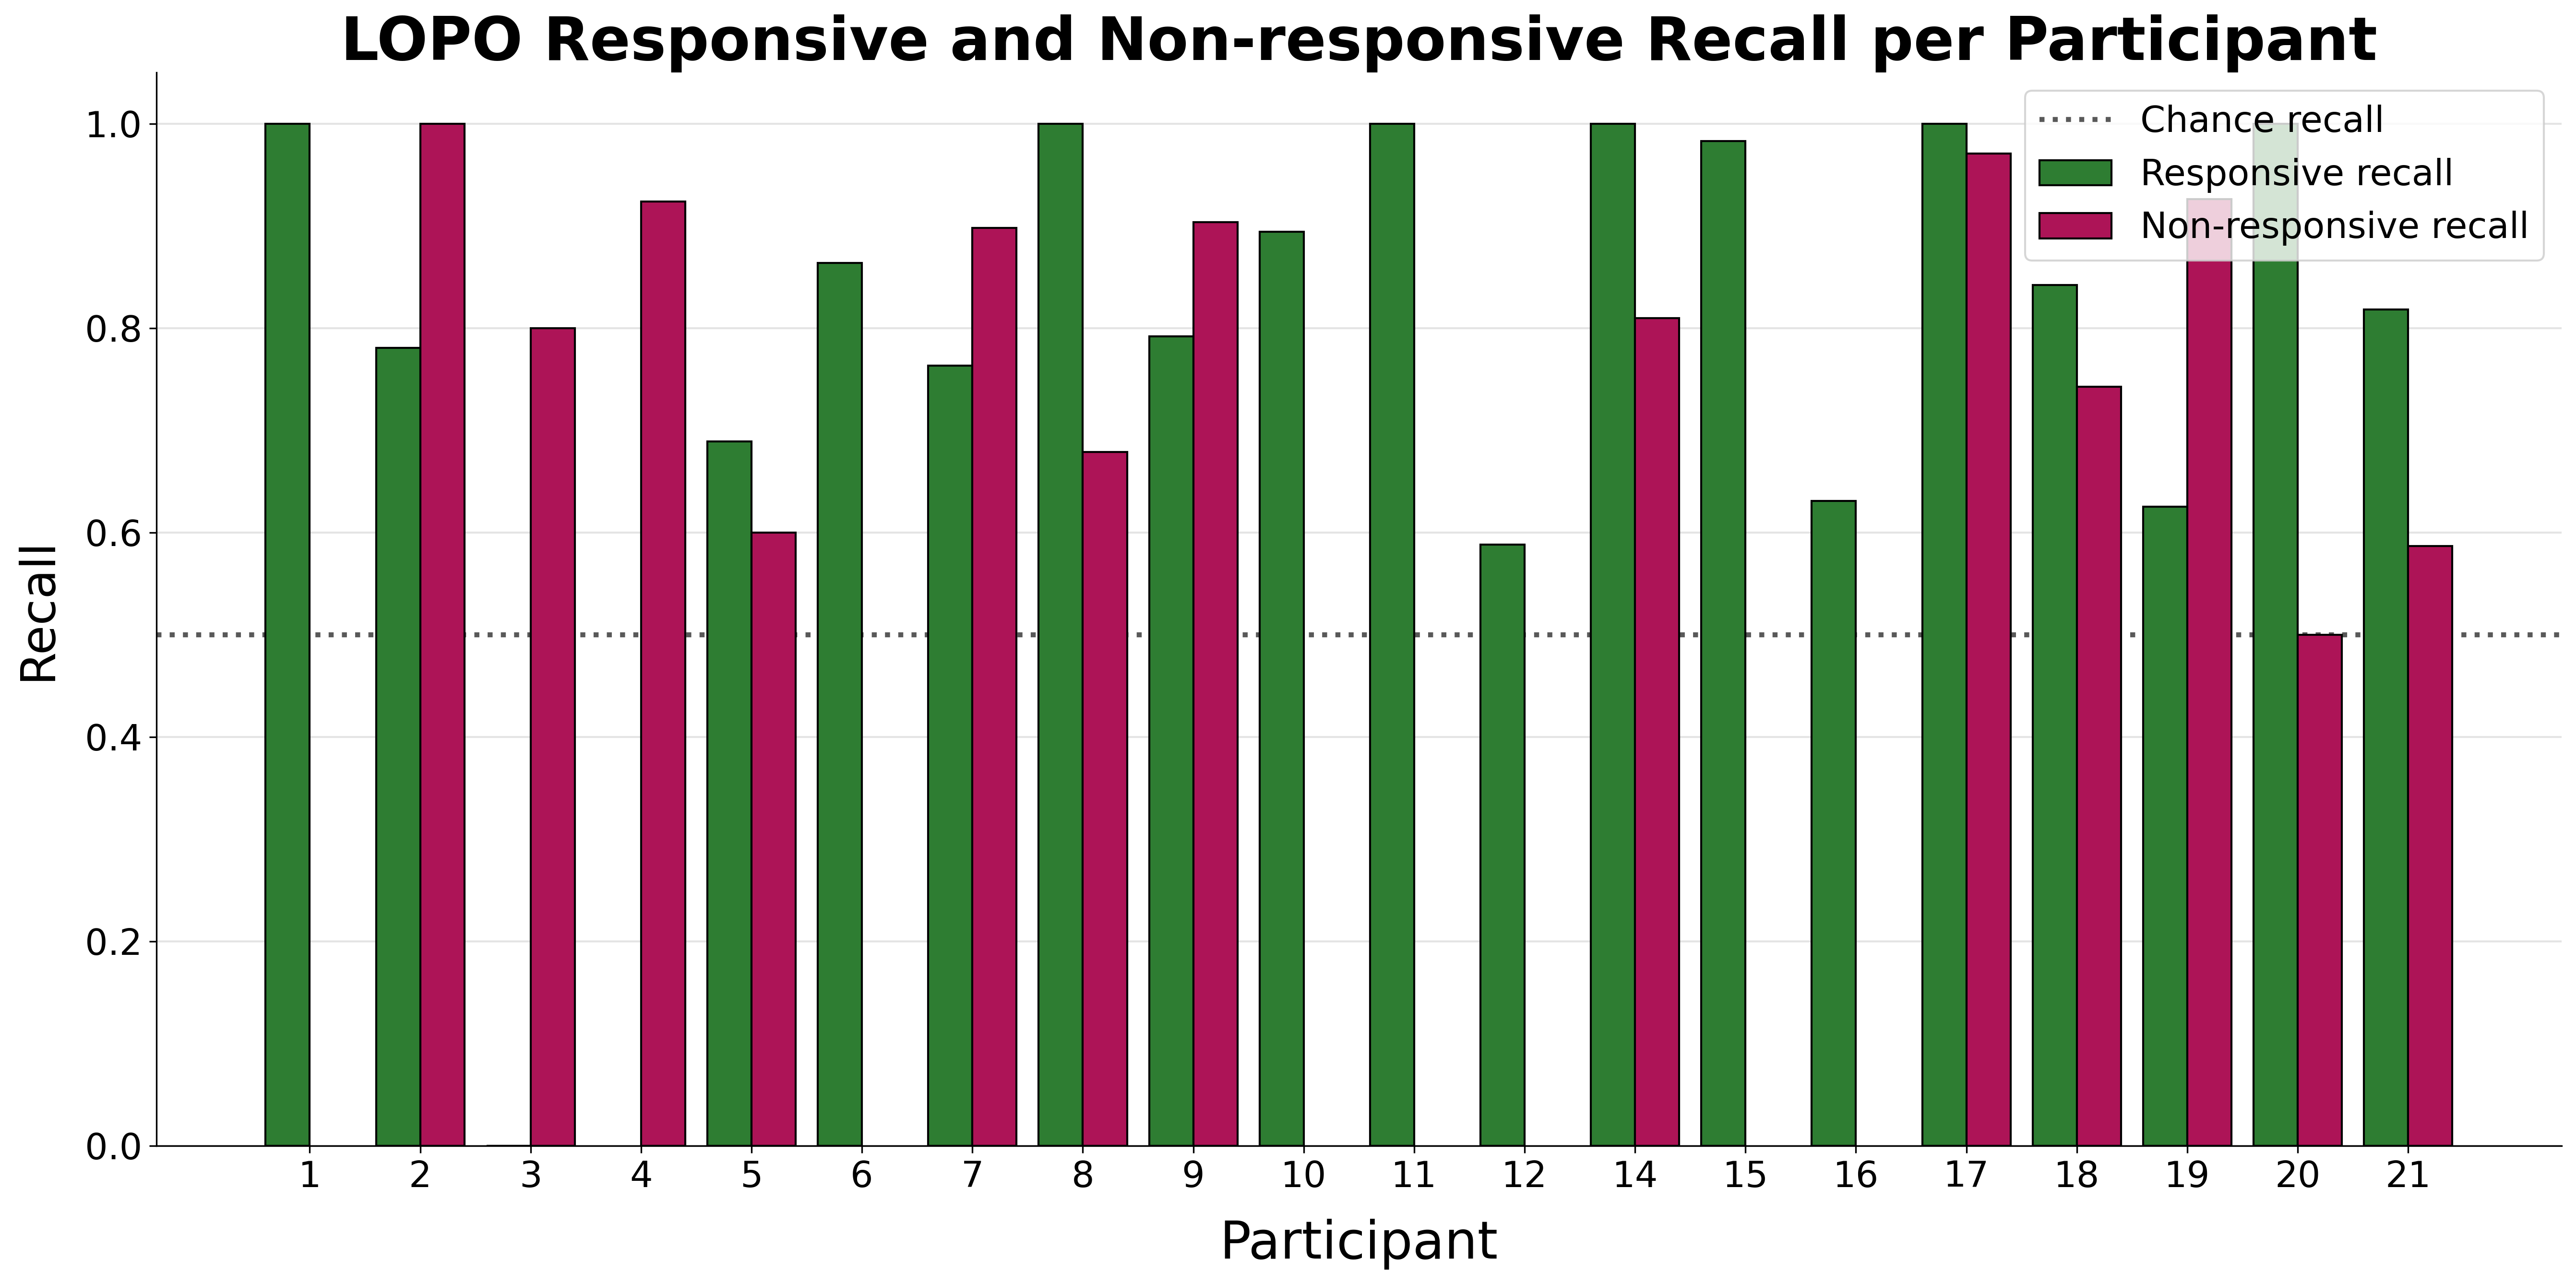 LOPO Responsive and Non-responsive Recall per Participant
1.0
0.8
0.6
0.4
0.2
0.0
Recall
Chance recall
Responsive recall
Non-responsive recall
1 2 3 4 5 6 7 8 9 10 11 12 14 15 16 17 18 19 20 21
Participant